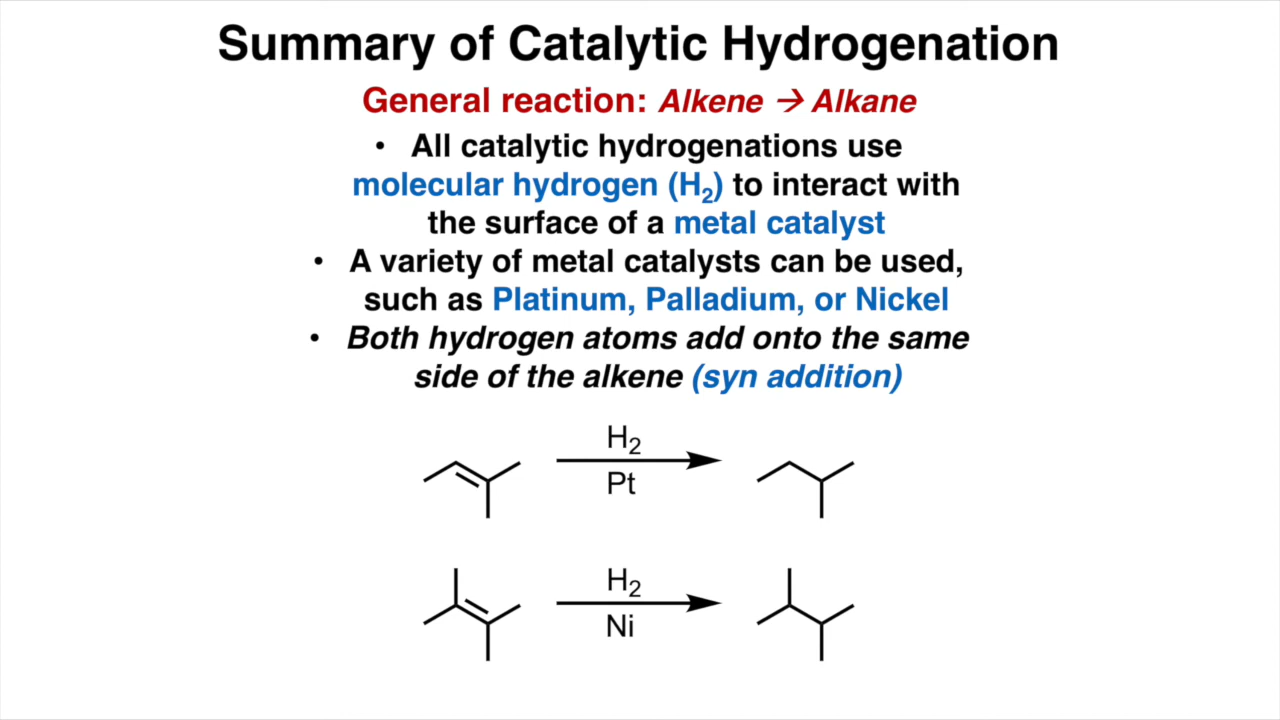 Summary of Catalytic Hydrogenation
General reaction: Alkene → Alkane
• All catalytic hydrogenations use
molecular hydrogen (H₂) to interact with
the surface of a metal catalyst
• A variety of metal catalysts can be used,
such as Platinum, Palladium, or Nickel
• Both hydrogen atoms add onto the same
side of the alkene (syn addition)
H₂
Pt
H₂
Ni